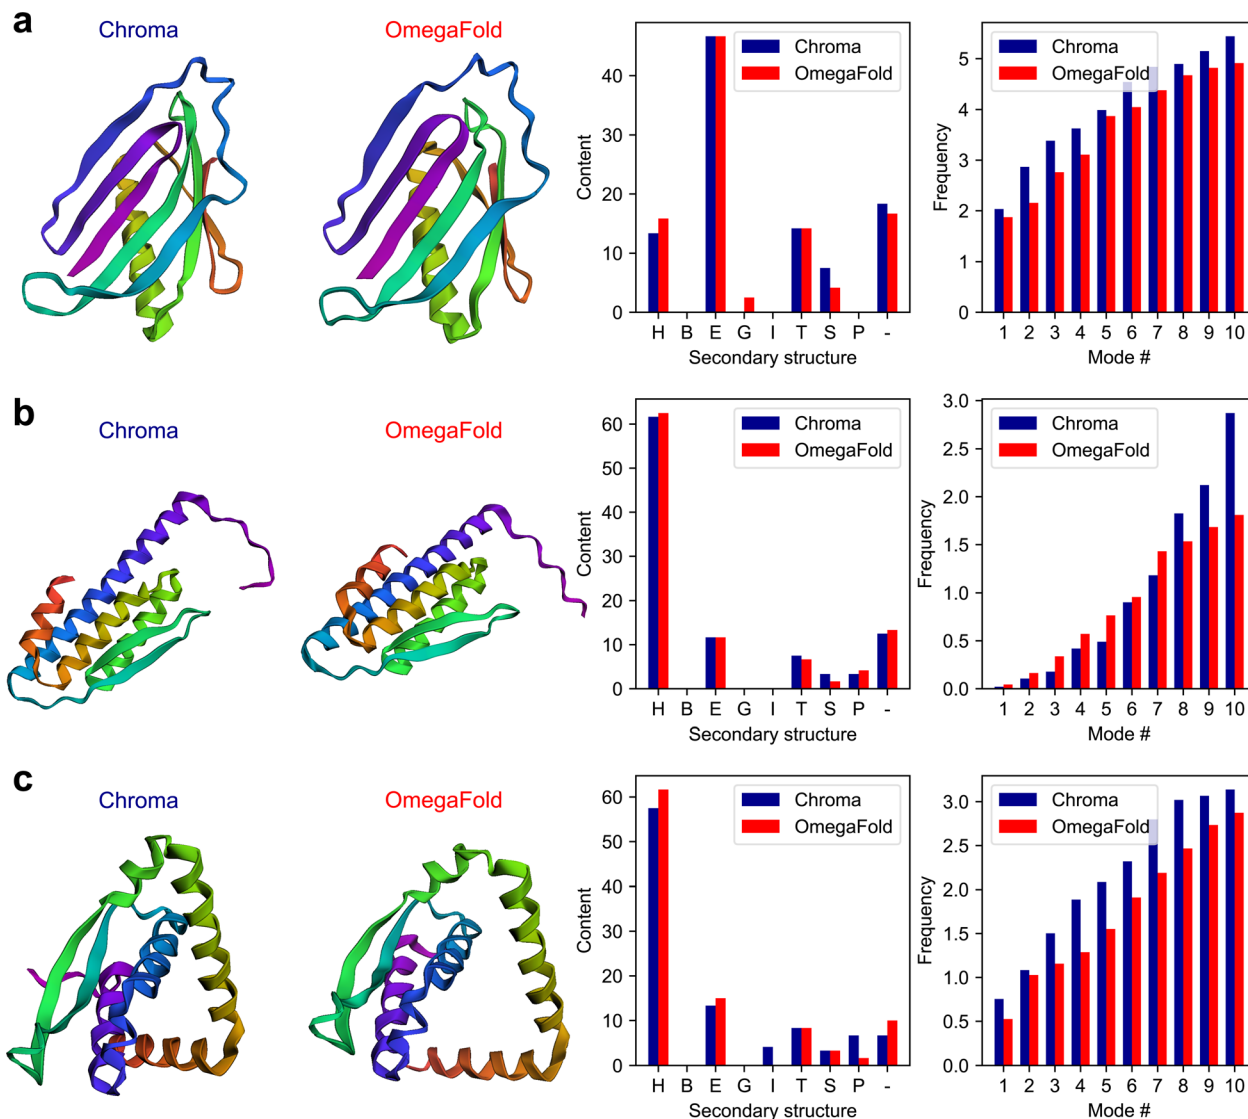 a
Chroma
OmegaFold
Content
40
30
20
10
0
Chroma
OmegaFold
H B E G I T S P -
Secondary structure
Frequency
5
4
3
2
1
0
Chroma
OmegaFold
1 2 3 4 5 6 7 8 9 10
Mode #
b
Chroma
OmegaFold
Content
60
50
40
30
20
10
0
Chroma
OmegaFold
H B E G I T S P -
Secondary structure
Frequency
3.0
2.5
2.0
1.5
1.0
0.5
0.0
Chroma
OmegaFold
1 2 3 4 5 6 7 8 9 10
Mode #
c
Chroma
OmegaFold
Content
60
50
40
30
20
10
0
Chroma
OmegaFold
H B E G I T S P -
Secondary structure
Frequency
3.0
2.5
2.0
1.5
1.0
0.5
0.0
Chroma
OmegaFold
1 2 3 4 5 6 7 8 9 10
Mode #